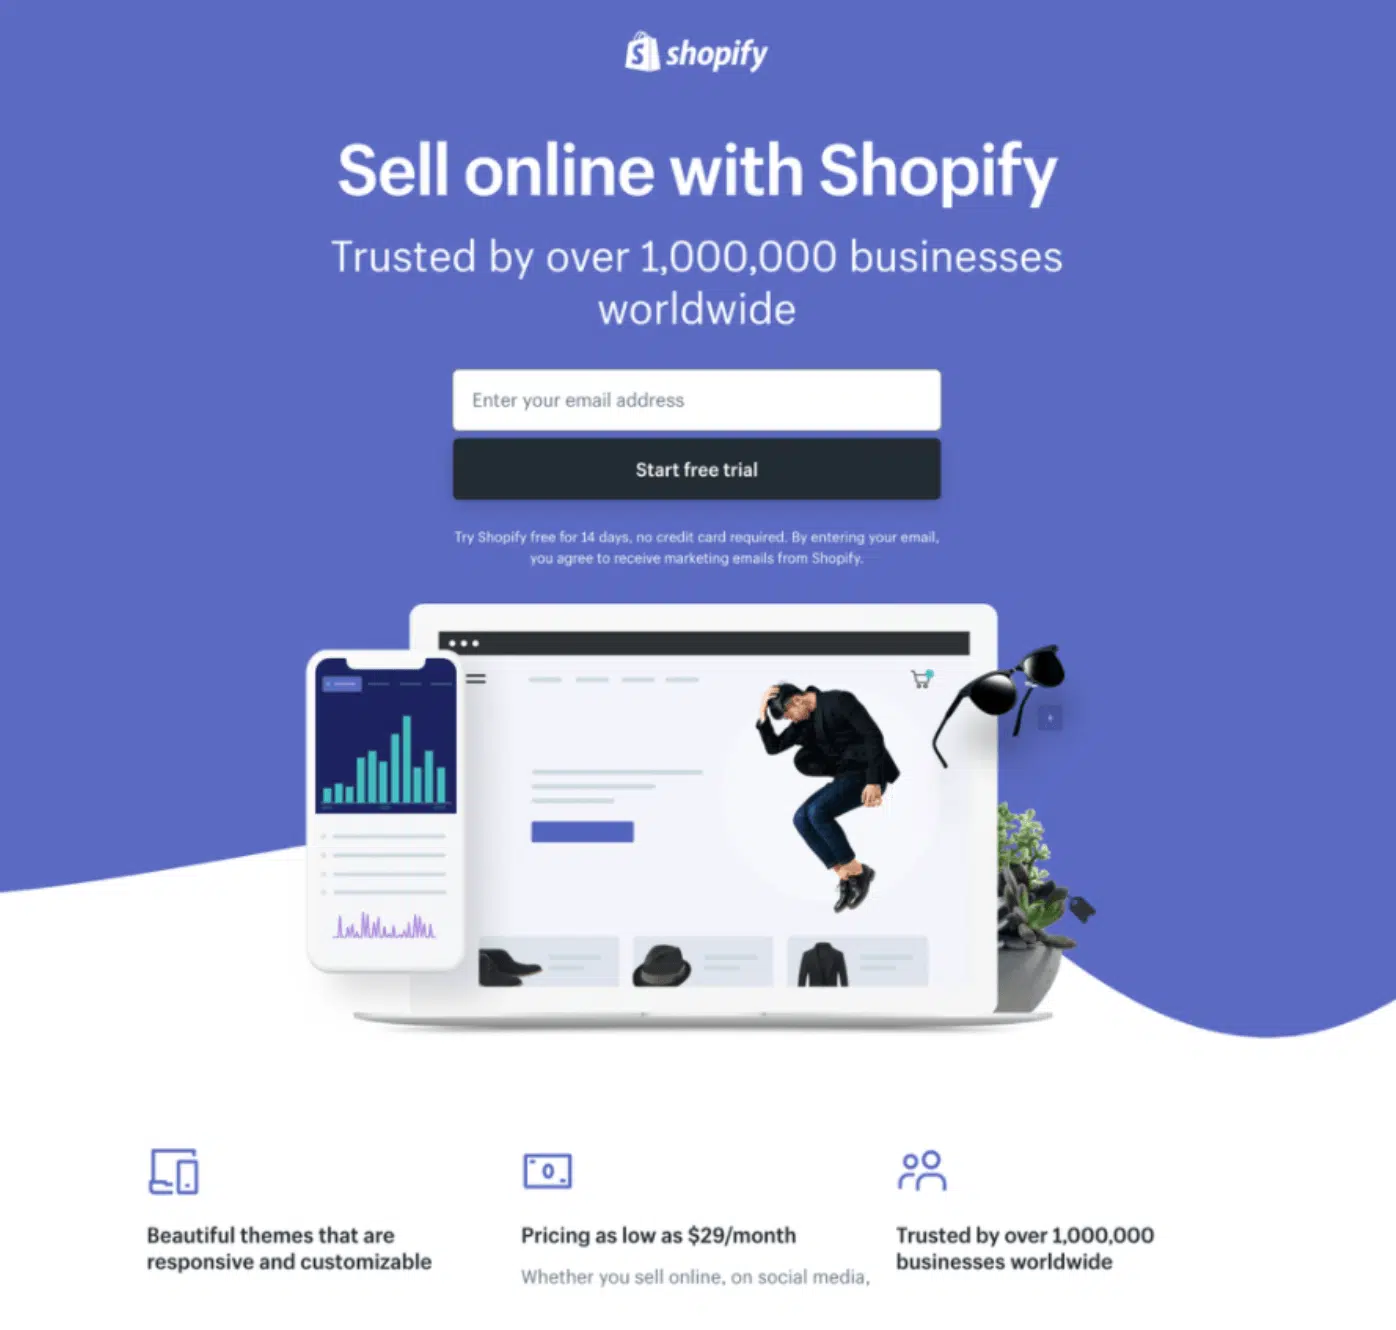 shopify
Sell online with Shopify
Trusted by over 1,000,000 businesses
worldwide
Enter your email address
Start free trial
Try Shopify free for 14 days, no credit card required. By entering your email,
you agree to receive marketing emails from Shopify.
Beautiful themes that are
responsive and customizable
Pricing as low as $29/month
Whether you sell online, on social media,
Trusted by over 1,000,000
businesses worldwide